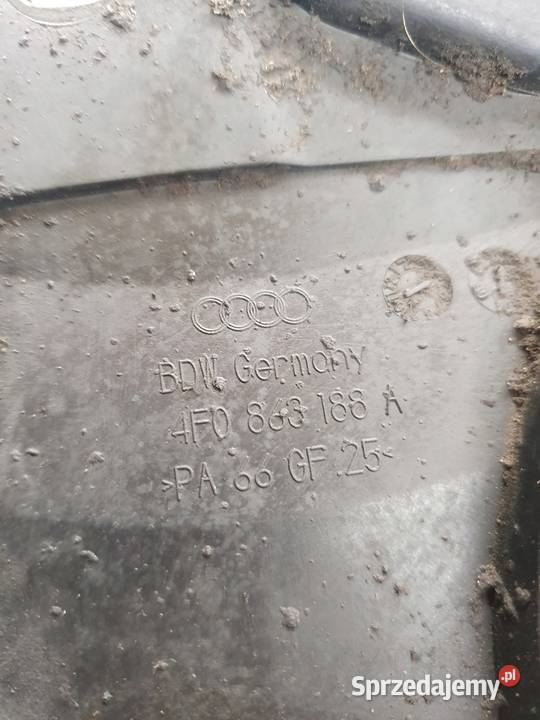 BDW Germany
4F0 863 188 A
>PA 66 GF 25<
Sprzedajemy.pl